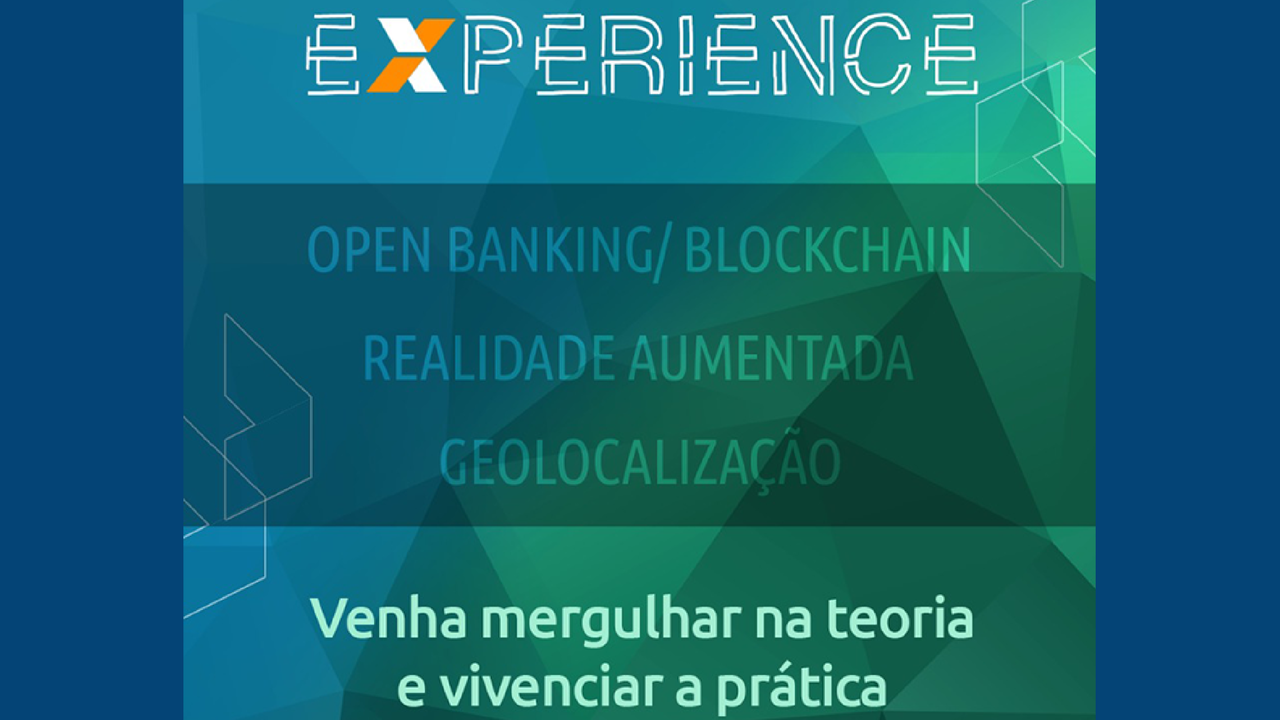 EXPERIENCE
OPEN BANKING/ BLOCKCHAIN
REALIDADE AUMENTADA
GEOLOCALIZAÇÃO
Venha mergulhar na teoria
e vivenciar a prática